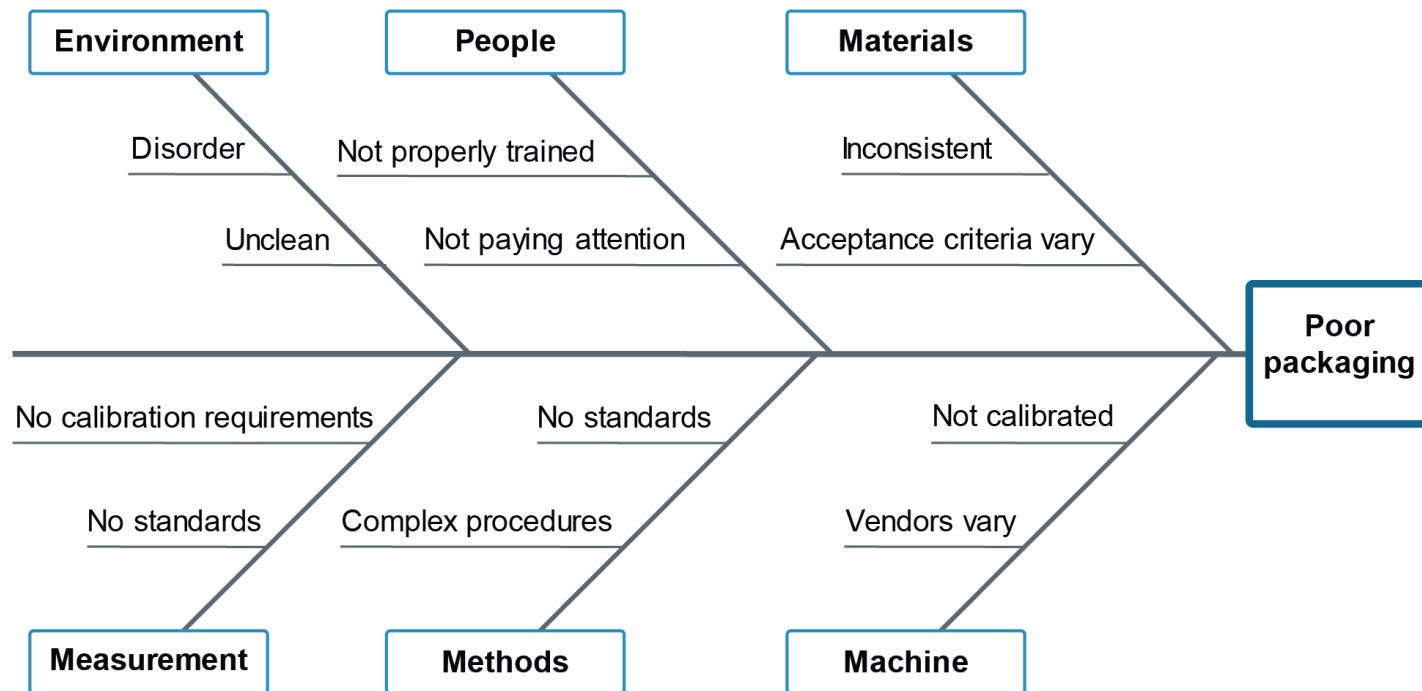 Environment
People
Materials
Disorder
Not properly trained
Inconsistent
Unclean
Not paying attention
Acceptance criteria vary
Poor
packaging
No calibration requirements
No standards
Not calibrated
No standards
Complex procedures
Vendors vary
Measurement
Methods
Machine